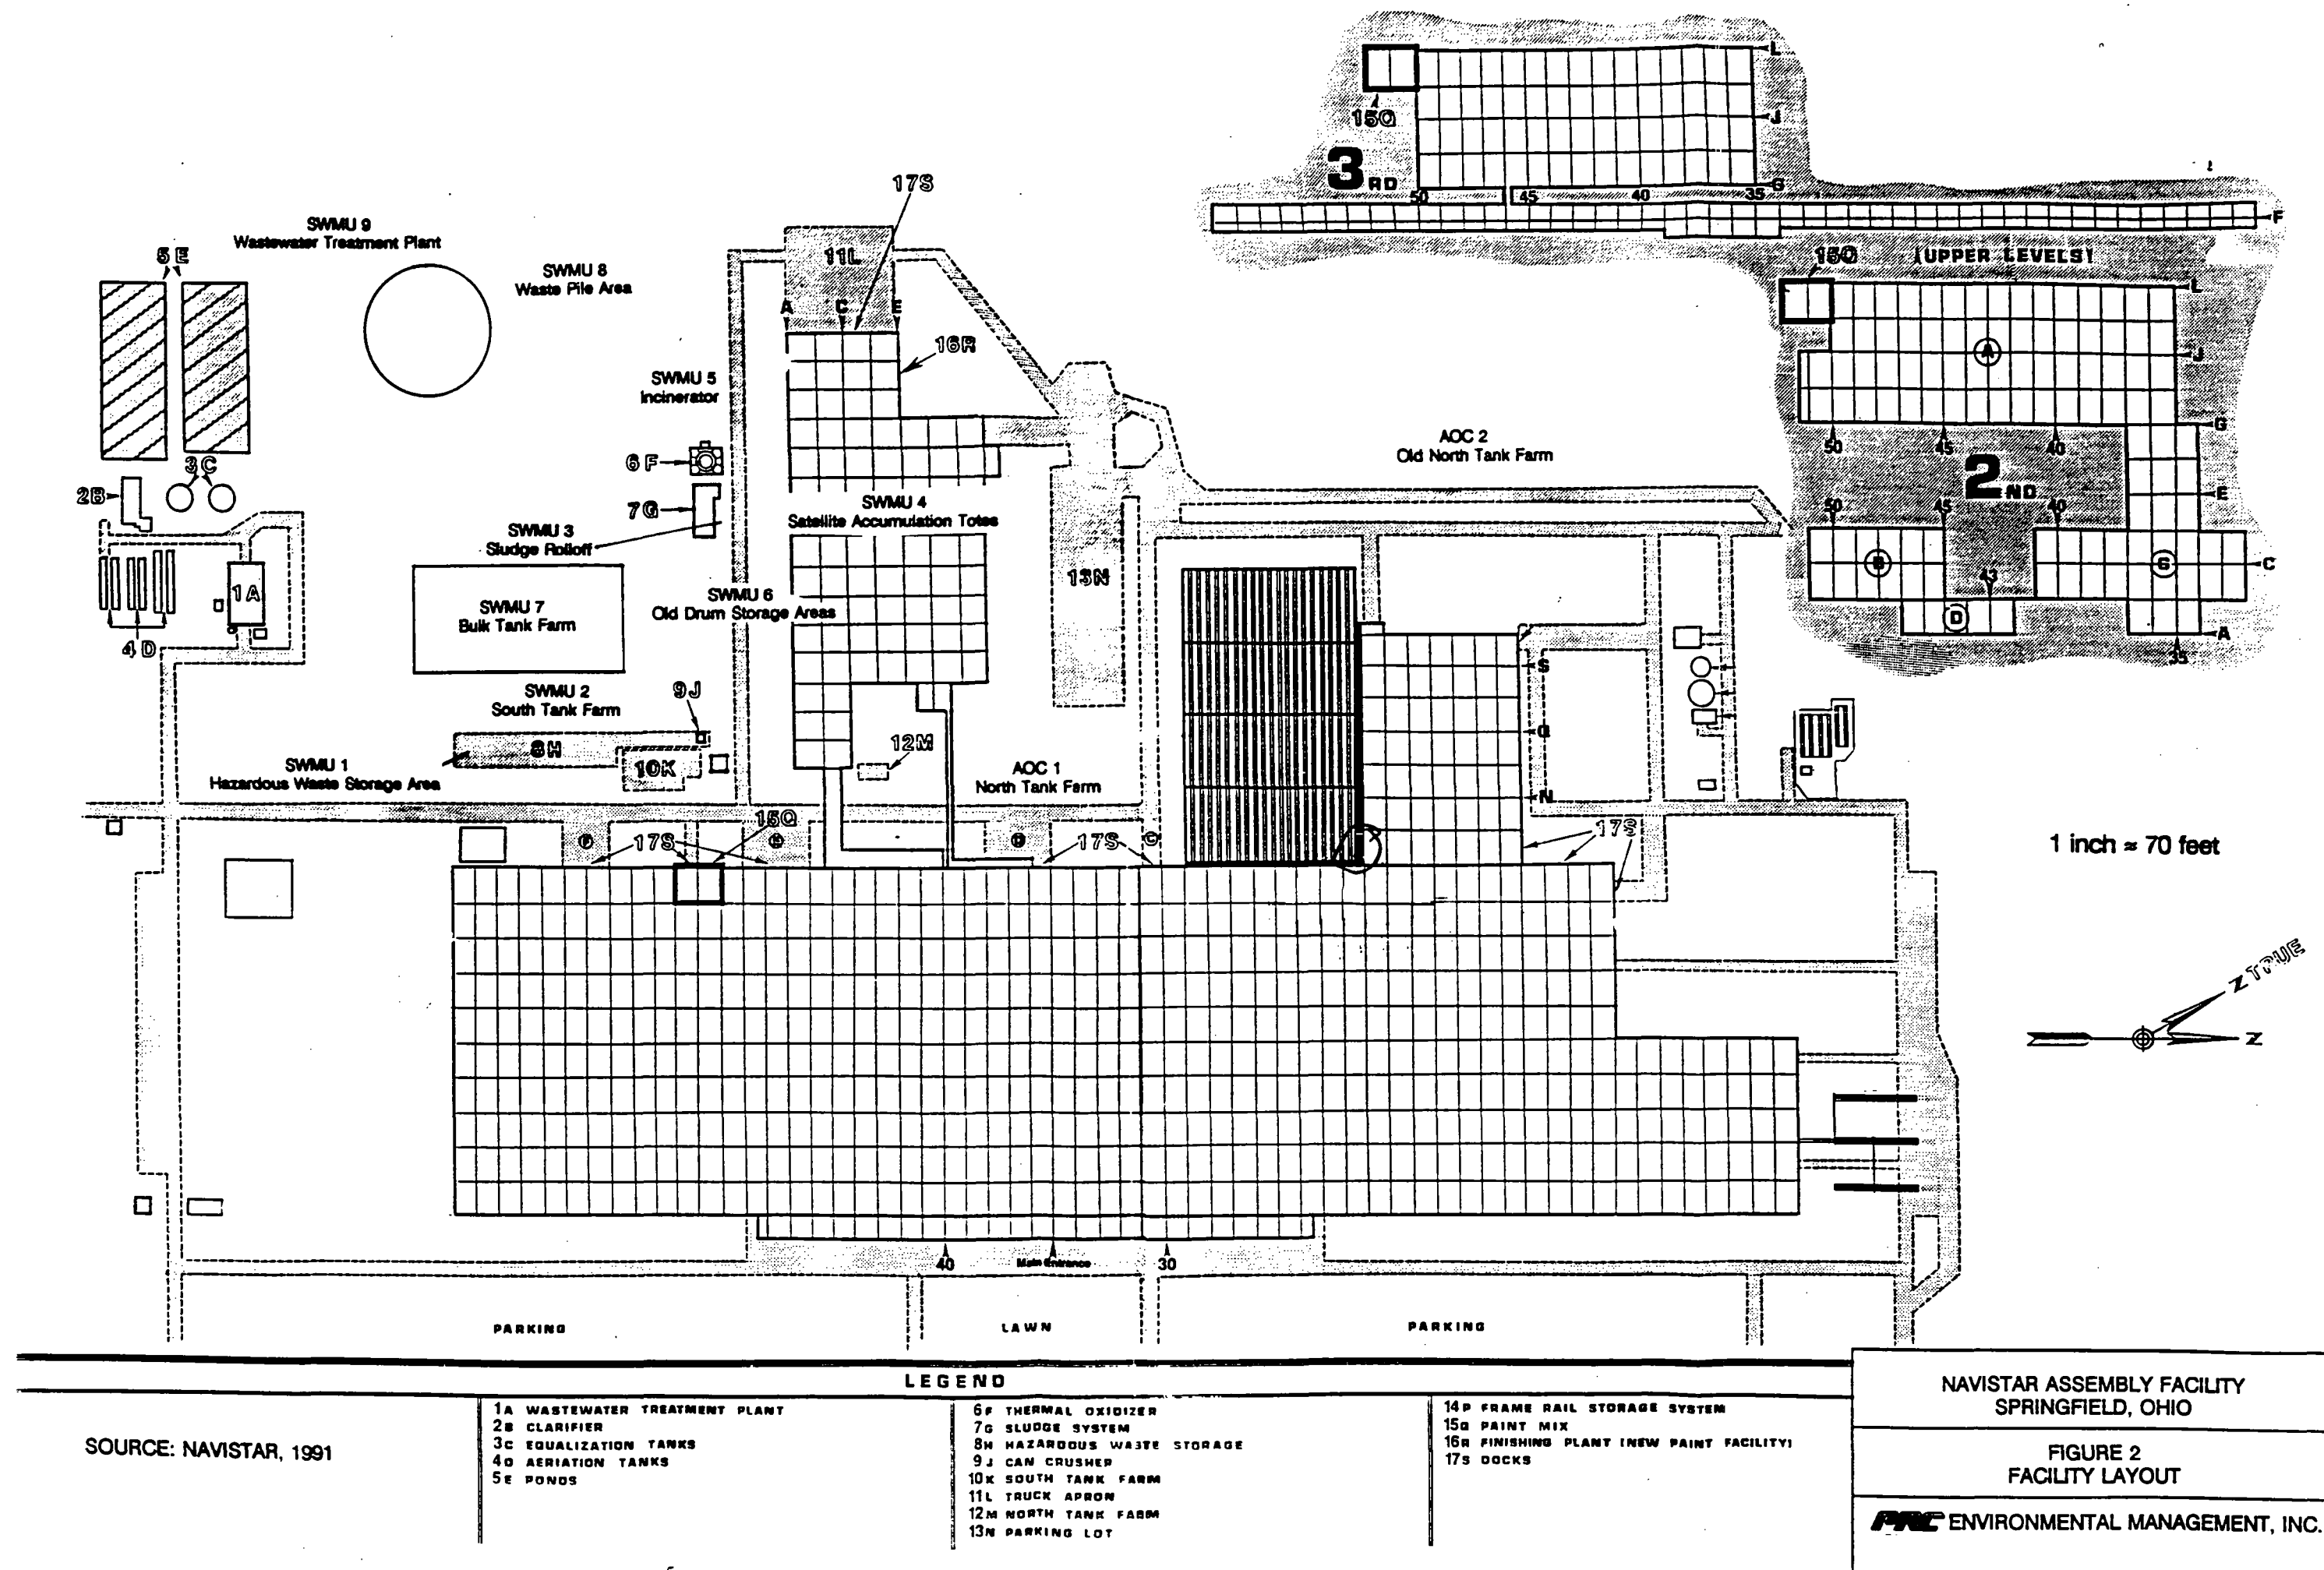 L
15Q
J
3 RD
G
50
45
40
35
F
17S
SWMU 9
Wastewater Treatment Plant
5 E
SWMU 8
Waste Pile Area
11L
A
C
E
15Q
(UPPER LEVELS)
L
16R
A
J
SWMU 5
Incinerator
G
50
45
40
AOC 2
Old North Tank Farm
6 F
3 C
2B
2 ND
E
SWMU 4
Satellite Accumulation Totes
7G
50
45
40
SWMU 3
Sludge Rolloff
B
C
C
43
1A
13N
SWMU 7
Bulk Tank Farm
SWMU 6
Old Drum Storage Areas
D
A
4 D
35
S
SWMU 2
South Tank Farm
9J
Q
8H
12M
SWMU 1
Hazardous Waste Storage Area
10K
AOC 1
North Tank Farm
N
F
17S
15Q
E
D
17S
C
17S
1 inch ≈ 70 feet
Z TRUE
Z
40
Main Entrance
30
PARKING
LAWN
PARKING
LEGEND
SOURCE: NAVISTAR, 1991
1A WASTEWATER TREATMENT PLANT
2B CLARIFIER
3C EQUALIZATION TANKS
4D AERIATION TANKS
5E PONDS
6F THERMAL OXIDIZER
7G SLUDGE SYSTEM
8H HAZARDOUS WASTE STORAGE
9J CAN CRUSHER
10K SOUTH TANK FARM
11L TRUCK APRON
12M NORTH TANK FARM
13N PARKING LOT
14P FRAME RAIL STORAGE SYSTEM
15Q PAINT MIX
16R FINISHING PLANT (NEW PAINT FACILITY)
17S DOCKS
NAVISTAR ASSEMBLY FACILITY
SPRINGFIELD, OHIO
FIGURE 2
FACILITY LAYOUT
PRC ENVIRONMENTAL MANAGEMENT, INC.